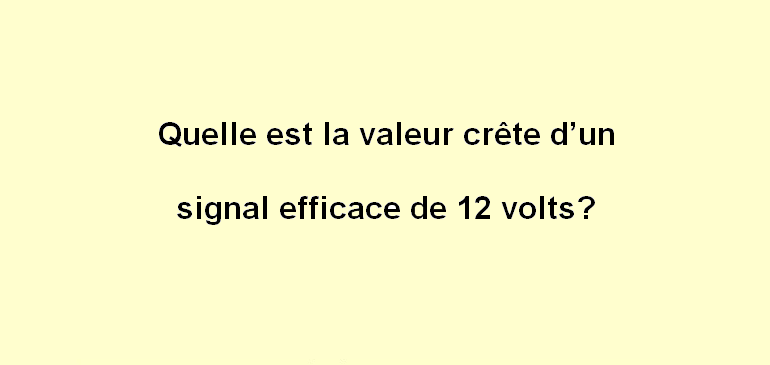 Quelle est la valeur crête d’un
signal efficace de 12 volts?